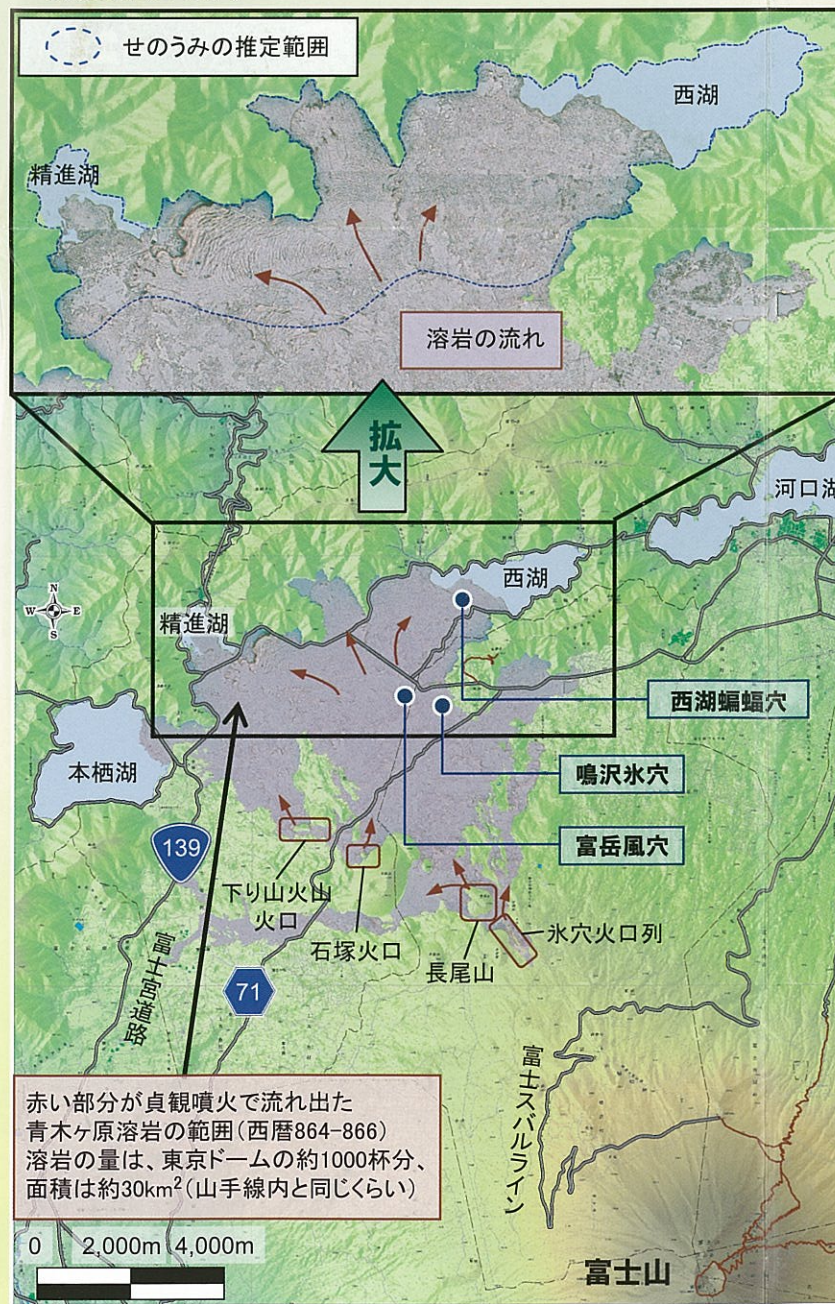 せのうみの推定範囲
西湖
精進湖
溶岩の流れ
拡大
河口湖
西湖
N
W E
S
精進湖
西湖蝙蝠穴
本栖湖
鳴沢氷穴
富岳風穴
139
下り山火山
火口
石塚火口
氷穴火口列
長尾山
富士宮道路
71
富士スバルライン
赤い部分が貞観噴火で流れ出た
青木ヶ原溶岩の範囲(西暦864-866)
溶岩の量は、東京ドームの約1000杯分、
面積は約30km²(山手線内と同じくらい)
0 2,000m 4,000m
富士山